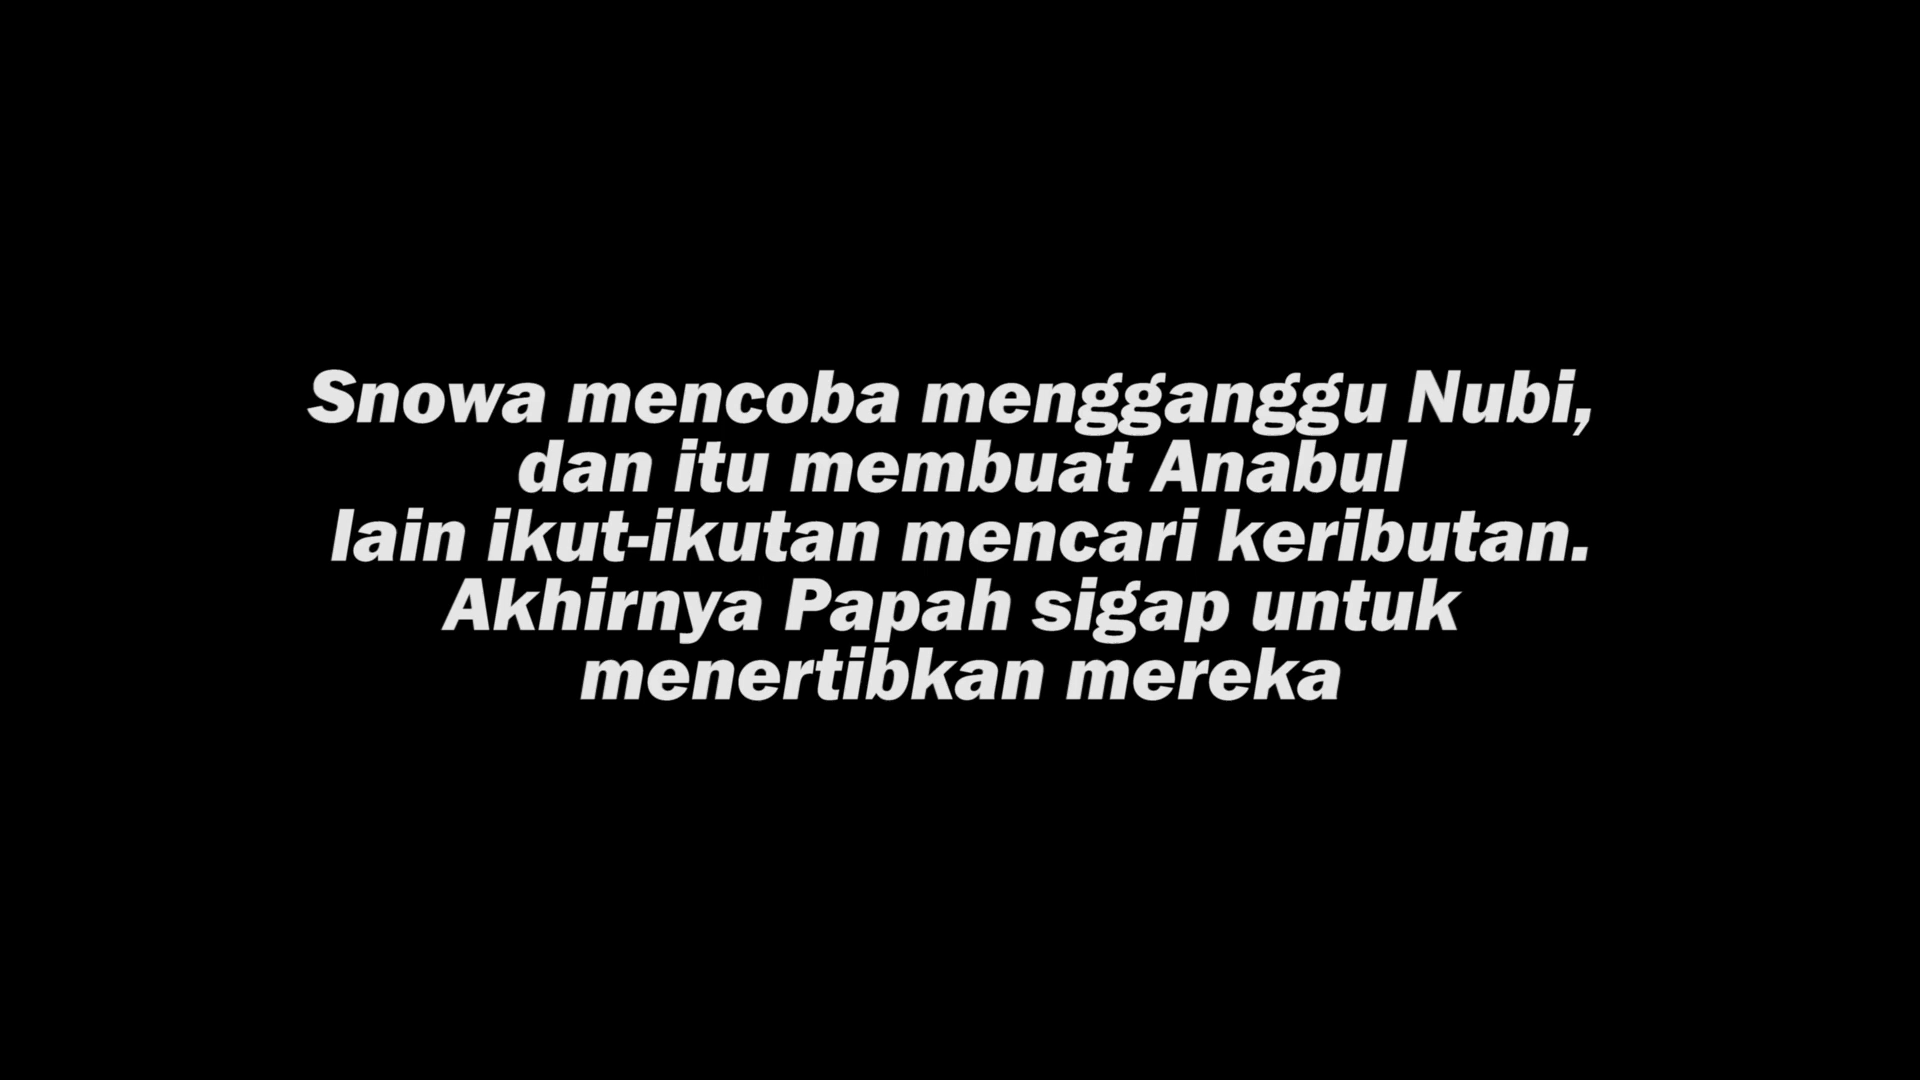 Snowa mencoba mengganggu Nubi,
dan itu membuat Anabul
lain ikut-ikutan mencari keributan.
Akhirnya Papah sigap untuk
menertibkan mereka